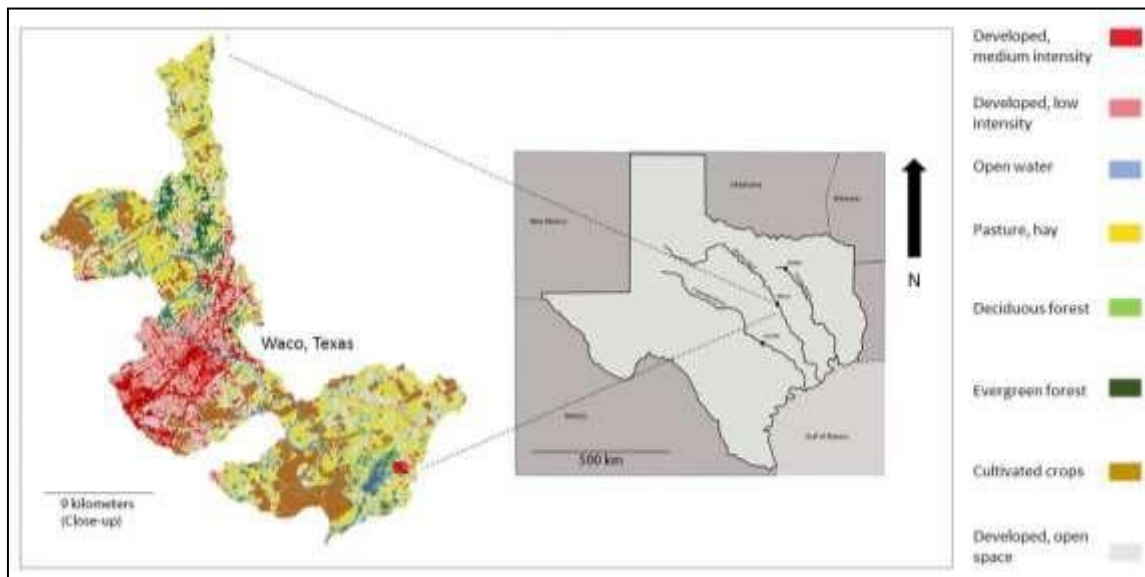 Developed,
medium intensity
Developed, low
intensity
Open water
Pasture, hay
Deciduous forest
Evergreen forest
Cultivated crops
Developed, open
space
Waco, Texas
9 kilometers
(Close-up)
New Mexico
Oklahoma
Mexico
Gulf of Mexico
500 km
N